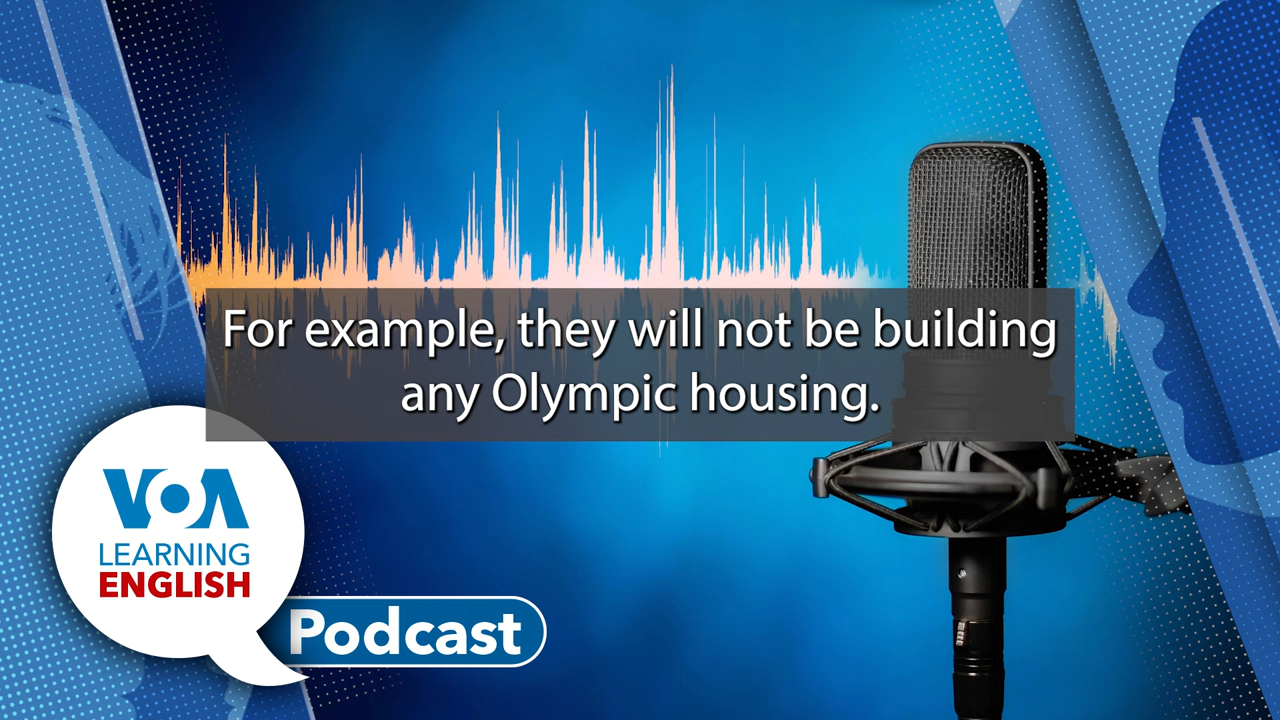 For example, they will not be building
any Olympic housing.
VOA
LEARNING
ENGLISH
Podcast